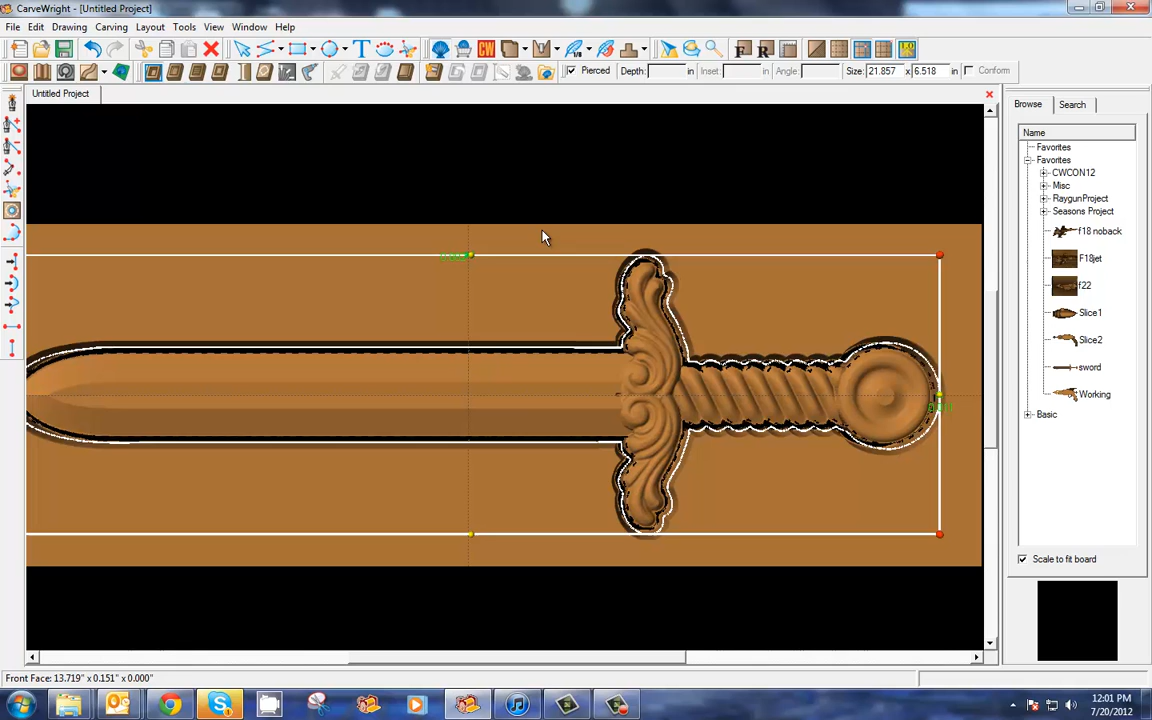 CarveWright - [Untitled Project]
File Edit Drawing Carving Layout Tools View Window Help
T CW F R
Pierced Depth: in Inset: in Angle: Size: 21.857 x 6.518 in Conform
Untitled Project
Browse Search
Name
Favorites
Favorites
CWCON12
Misc
RaygunProject
Seasons Project
f18 noback
F18jet
f22
Slice1
Slice2
sword
Working
Basic
Scale to fit board
Front Face: 13.719" x 0.151" x 0.000"
12:01 PM
7/20/2012